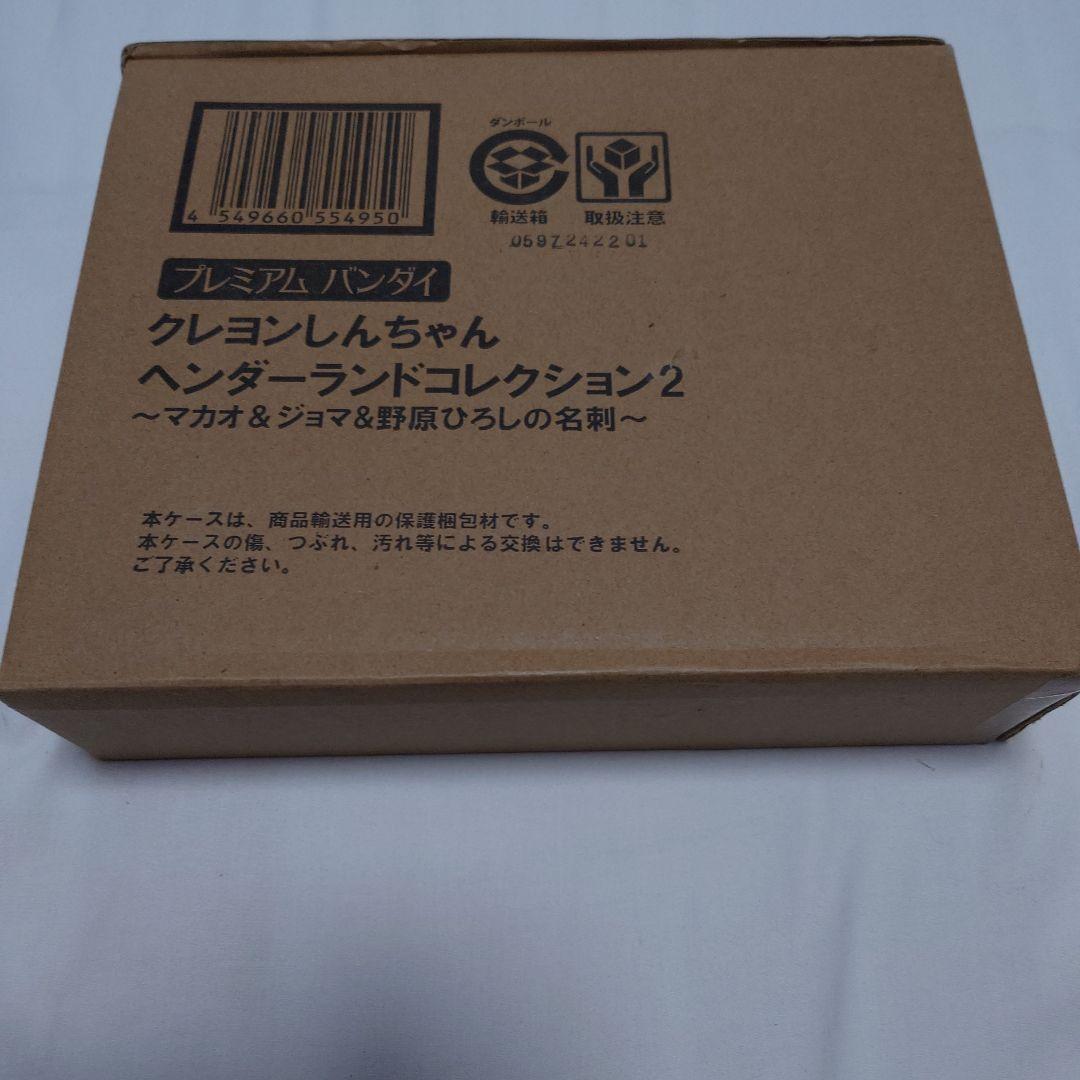 4 549660 554950
ダンボール
輸送箱
取扱注意
0597242201
プレミアム バンダイ
クレヨンしんちゃん
ヘンダーランドコレクション2
～マカオ＆ジョマ＆野原ひろしの名刺～
本ケースは、商品輸送用の保護梱包材です。
本ケースの傷、つぶれ、汚れ等による交換はできません。
ご了承ください。